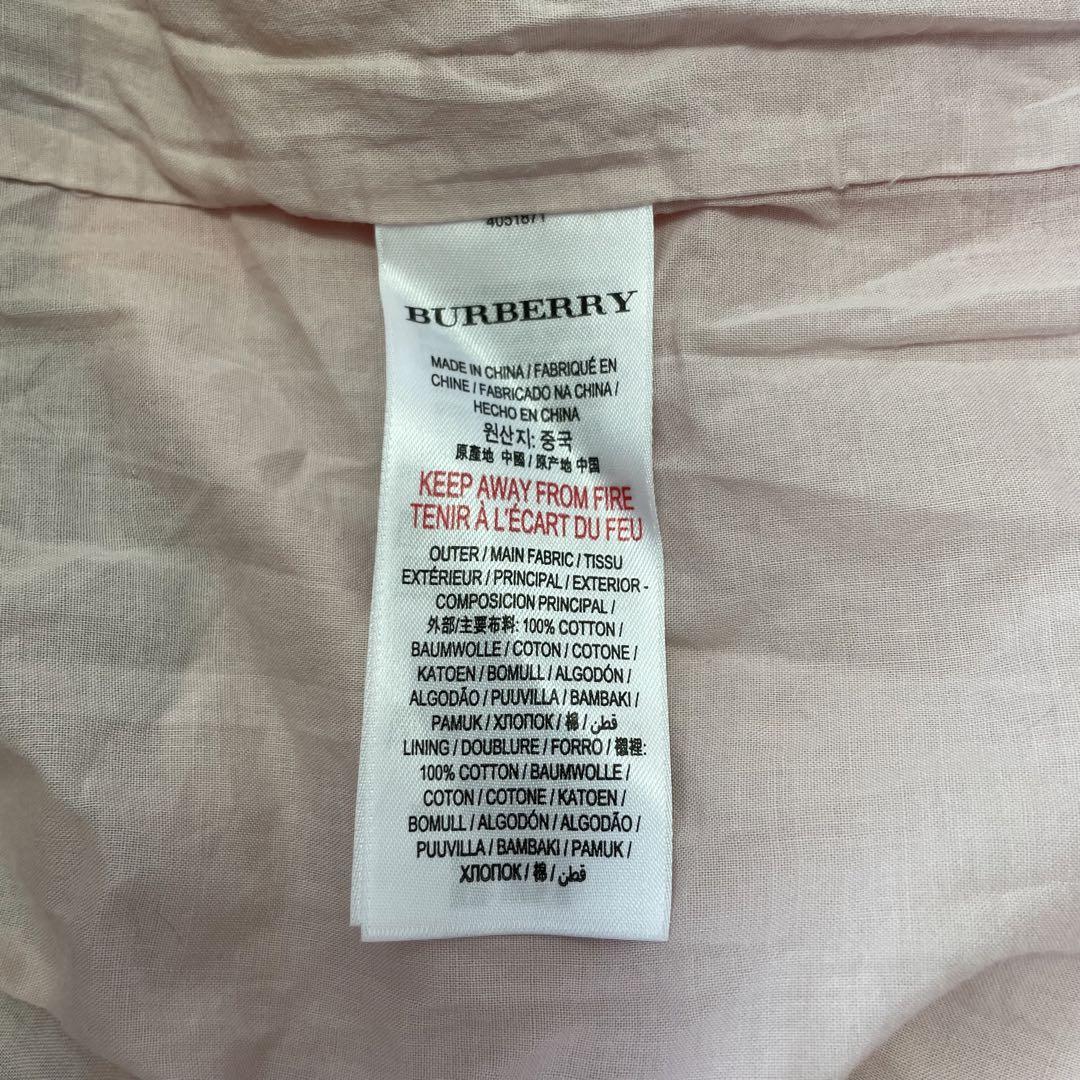 4051871
BURBERRY
MADE IN CHINA / FABRIQUÉ EN
CHINE / FABRICADO NA CHINA /
HECHO EN CHINA
원산지: 중국
原產地 中國 / 原产地 中国
KEEP AWAY FROM FIRE
TENIR À L'ÉCART DU FEU
OUTER / MAIN FABRIC / TISSU
EXTÉRIEUR / PRINCIPAL / EXTERIOR -
COMPOSICION PRINCIPAL /
外部/主要布料: 100% COTTON /
BAUMWOLLE / COTON / COTONE /
KATOEN / BOMULL / ALGODÓN /
ALGODÃO / PUUVILLA / BAMBAKI /
PAMUK / ХЛОПОК / 棉 / قطن
LINING / DOUBLURE / FORRO / 櫬裡:
100% COTTON / BAUMWOLLE /
COTON / COTONE / KATOEN /
BOMULL / ALGODÓN / ALGODÃO /
PUUVILLA / BAMBAKI / PAMUK /
ХЛОПОК / 棉 / قطن